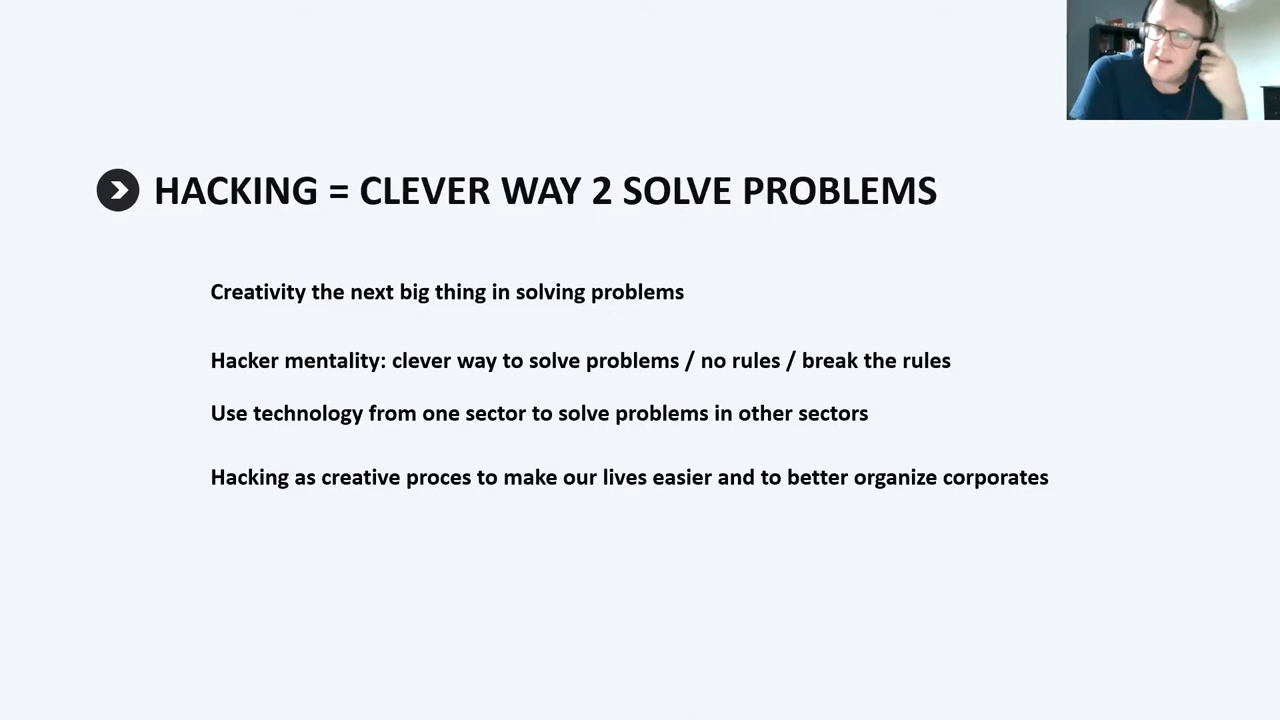 HACKING = CLEVER WAY 2 SOLVE PROBLEMS
Creativity the next big thing in solving problems
Hacker mentality: clever way to solve problems / no rules / break the rules
Use technology from one sector to solve problems in other sectors
Hacking as creative proces to make our lives easier and to better organize corporates